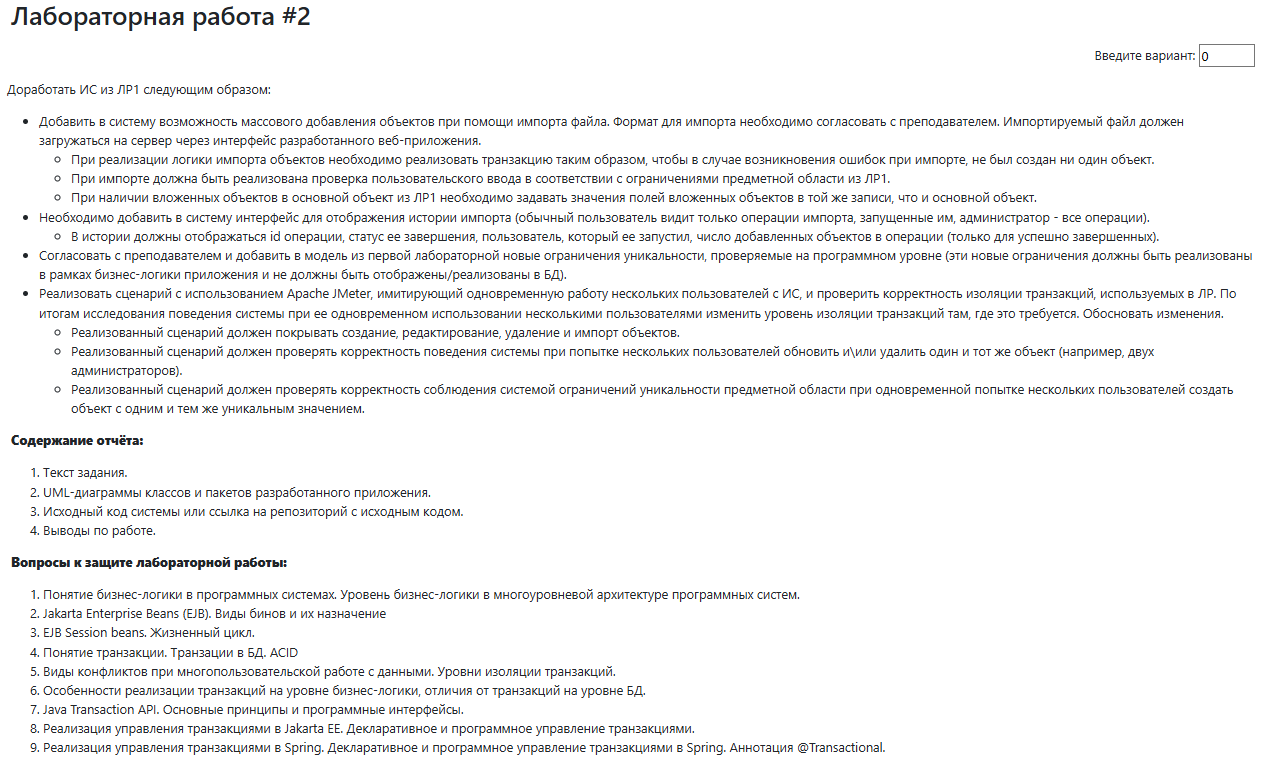 Лабораторная работа #2
Введите вариант: 0
Доработать ИС из ЛР1 следующим образом:
Добавить в систему возможность массового добавления объектов при помощи импорта файла. Формат для импорта необходимо согласовать с преподавателем. Импортируемый файл должен
загружаться на сервер через интерфейс разработанного веб-приложения.
При реализации логики импорта объектов необходимо реализовать транзакцию таким образом, чтобы в случае возникновения ошибок при импорте, не был создан ни один объект.
При импорте должна быть реализована проверка пользовательского ввода в соответствии с ограничениями предметной области из ЛР1.
При наличии вложенных объектов в основной объект из ЛР1 необходимо задавать значения полей вложенных объектов в той же записи, что и основной объект.
Необходимо добавить в систему интерфейс для отображения истории импорта (обычный пользователь видит только операции импорта, запущенные им, администратор - все операции).
В истории должны отображаться id операции, статус ее завершения, пользователь, который ее запустил, число добавленных объектов в операции (только для успешно завершенных).
Согласовать с преподавателем и добавить в модель из первой лабораторной новые ограничения уникальности, проверяемые на программном уровне (эти новые ограничения должны быть реализованы
в рамках бизнес-логики приложения и не должны быть отображены/реализованы в БД).
Реализовать сценарий с использованием Apache JMeter, имитирующий одновременную работу нескольких пользователей с ИС, и проверить корректность изоляции транзакций, используемых в ЛР. По
итогам исследования поведения системы при ее одновременном использовании несколькими пользователями изменить уровень изоляции транзакций там, где это требуется. Обосновать изменения.
Реализованный сценарий должен покрывать создание, редактирование, удаление и импорт объектов.
Реализованный сценарий должен проверять корректность поведения системы при попытке нескольких пользователей обновить и\или удалить один и тот же объект (например, двух
администраторов).
Реализованный сценарий должен проверять корректность соблюдения системой ограничений уникальности предметной области при одновременной попытке нескольких пользователей создать
объект с одним и тем же уникальным значением.
Содержание отчёта:
1. Текст задания.
2. UML-диаграммы классов и пакетов разработанного приложения.
3. Исходный код системы или ссылка на репозиторий с исходным кодом.
4. Выводы по работе.
Вопросы к защите лабораторной работы:
1. Понятие бизнес-логики в программных системах. Уровень бизнес-логики в многоуровневой архитектуре программных систем.
2. Jakarta Enterprise Beans (EJB). Виды бинов и их назначение
3. EJB Session beans. Жизненный цикл.
4. Понятие транзакции. Транзации в БД. ACID
5. Виды конфликтов при многопользовательской работе с данными. Уровни изоляции транзакций.
6. Особенности реализации транзакций на уровне бизнес-логики, отличия от транзакций на уровне БД.
7. Java Transaction API. Основные принципы и программные интерфейсы.
8. Реализация управления транзакциями в Jakarta EE. Декларативное и программное управление транзакциями.
9. Реализация управления транзакциями в Spring. Декларативное и программное управление транзакциями в Spring. Аннотация @Transactional.